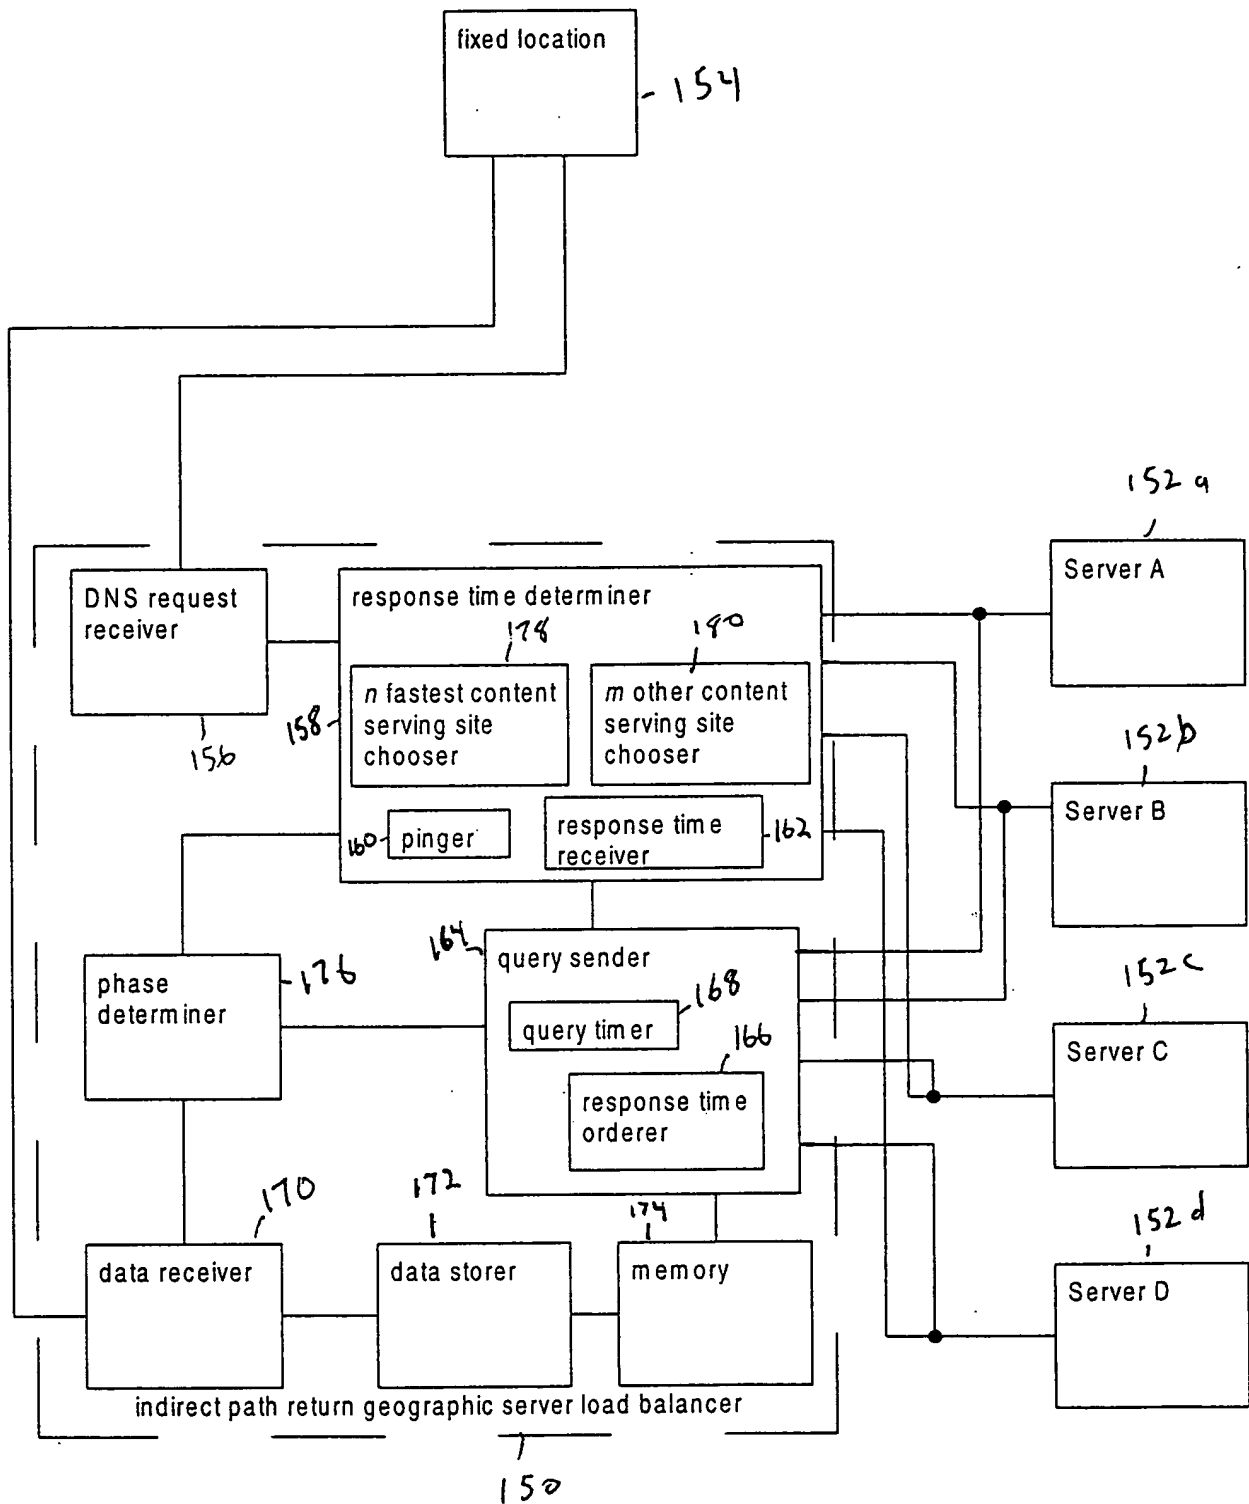 fixed location
154
152a
Server A
DNS request
receiver
156
response time determiner
178
180
158
n fastest content
serving site
chooser
m other content
serving site
chooser
160
pinger
response time
receiver
162
152b
Server B
164
query sender
168
query timer
166
response time
orderer
phase
determiner
176
152c
Server C
170
data receiver
172
data storer
174
memory
152d
Server D
indirect path return geographic server load balancer
150